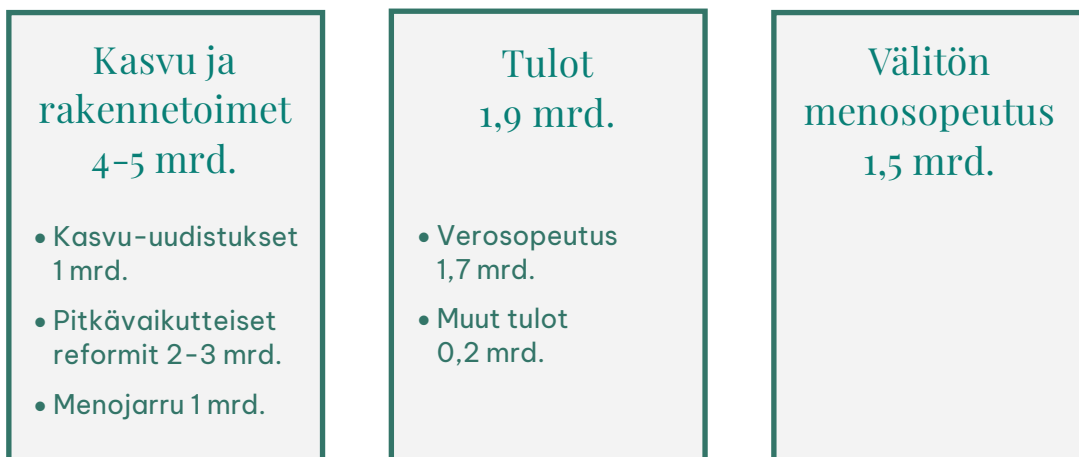 Kasvu ja
rakennetoimet
4-5 mrd.
• Kasvu-uudistukset
1 mrd.
• Pitkävaikutteiset
reformit 2-3 mrd.
• Menojarru 1 mrd.
Tulot
1,9 mrd.
• Verosopeutus
1,7 mrd.
• Muut tulot
0,2 mrd.
Välitön
menosopeutus
1,5 mrd.